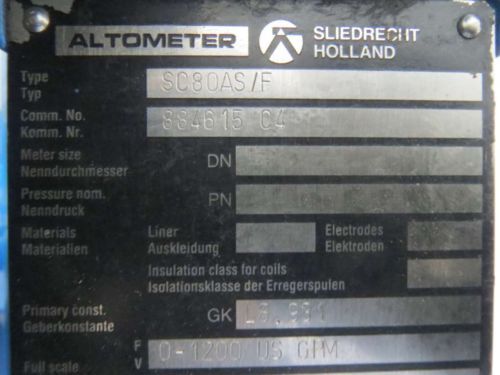 ALTOMETER SLIEDRECHT
HOLLAND
Type SC80AS/F
Typ
Comm. No. 884615 C4
Komm. Nr.
Meter size DN
Nenndurchmesser
Pressure nom. PN
Nenndruck
Materials Liner Electrodes
Materialien Auskleidung Elektroden
Insulation class for coils
Isolationsklasse der Erregerspulen
Primary const. GK
Geberkonstante
F 0-1200 US GPM
Full scale V